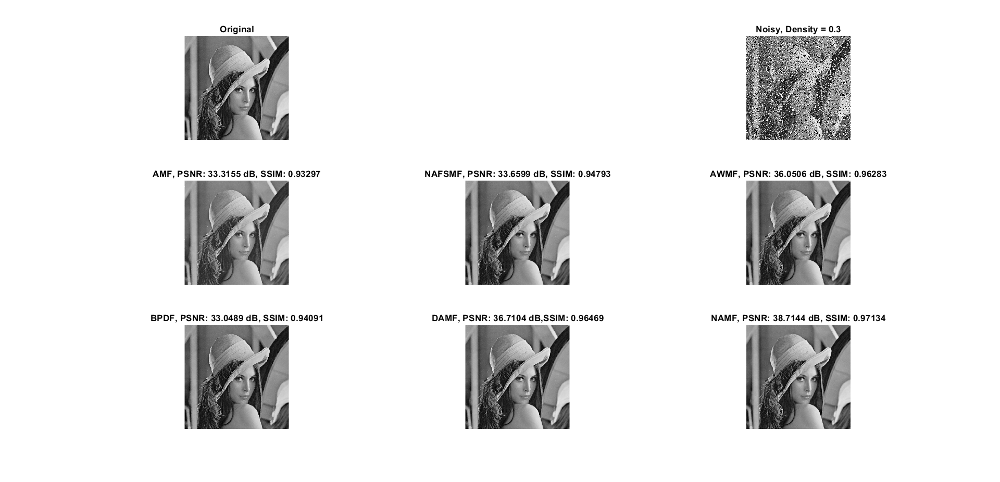 Original
Noisy, Density = 0.3
AMF, PSNR: 33.3155 dB, SSIM: 0.93297
NAFSMF, PSNR: 33.6599 dB, SSIM: 0.94793
AWMF, PSNR: 36.0506 dB, SSIM: 0.96283
BPDF, PSNR: 33.0489 dB, SSIM: 0.94091
DAMF, PSNR: 36.7104 dB,SSIM: 0.96469
NAMF, PSNR: 38.7144 dB, SSIM: 0.97134